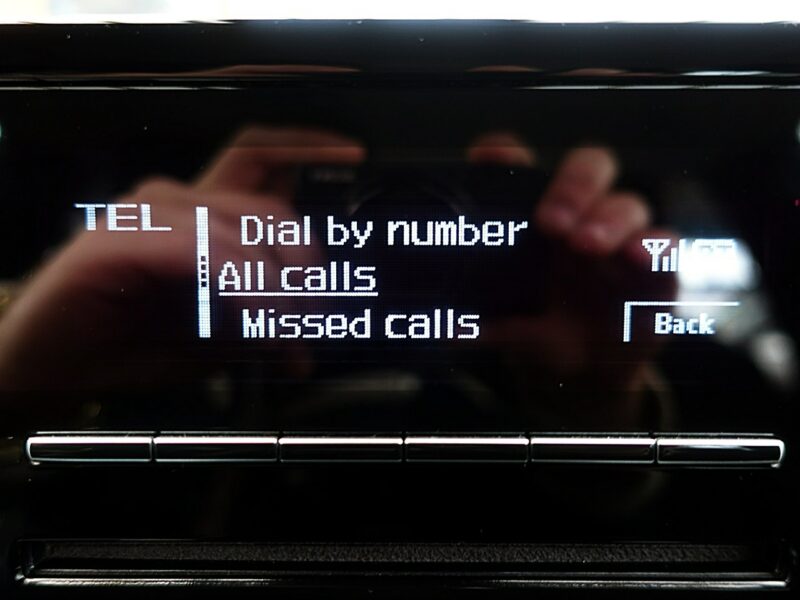 TEL
Dial by number
All calls
Missed calls
Back